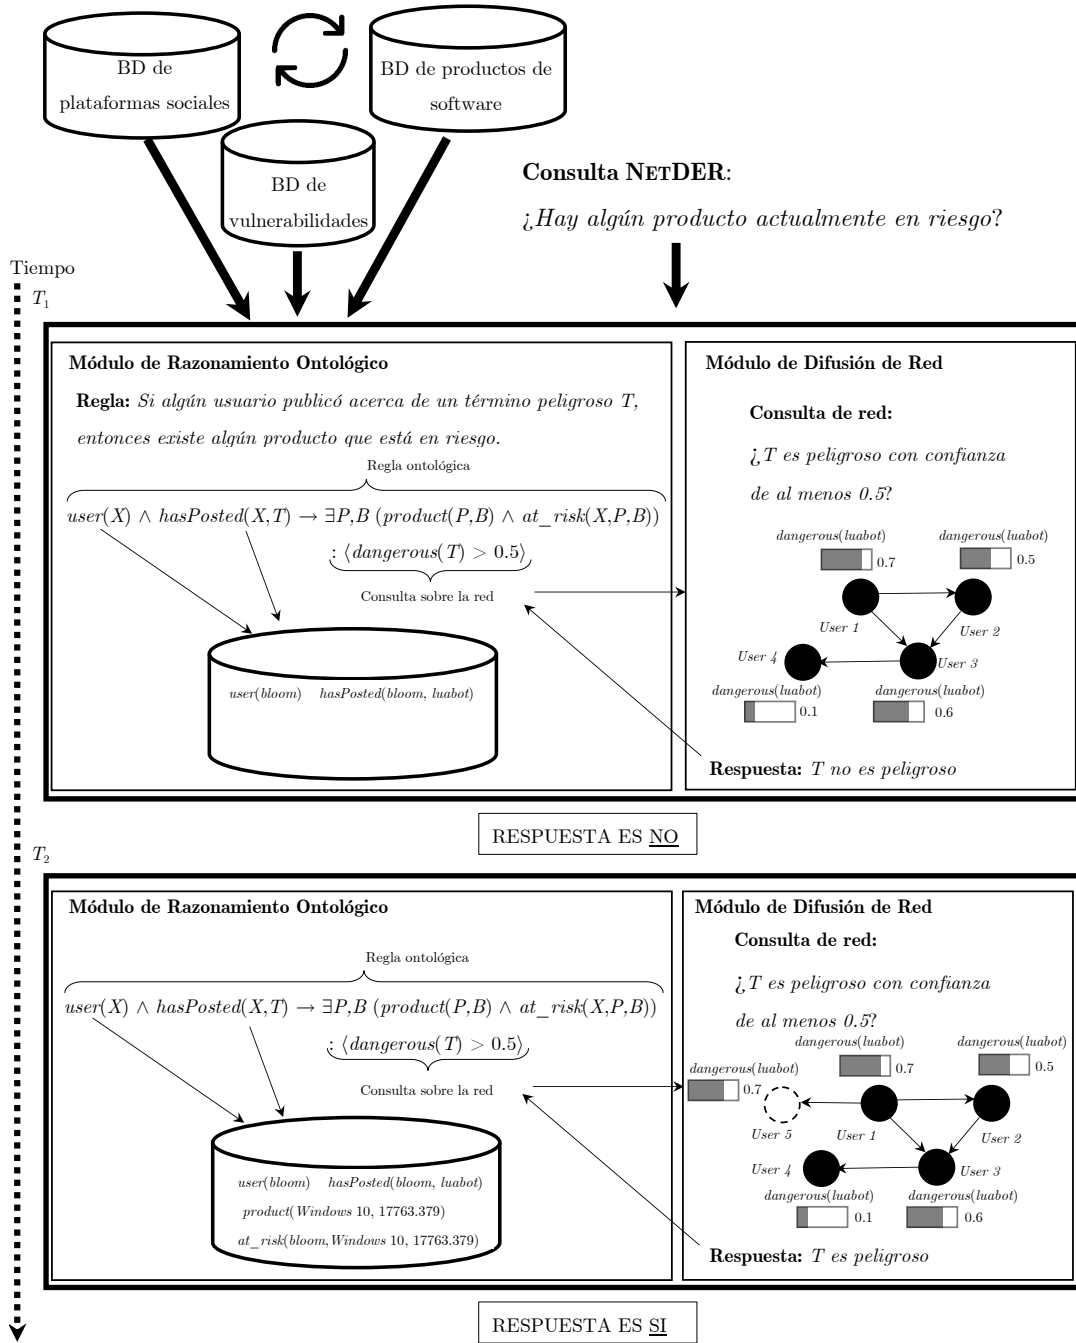 BD de
plataformas sociales
BD de productos de
software
BD de
vulnerabilidades
Consulta NETDER:
¿Hay algún producto actualmente en riesgo?
Tiempo
T1
Módulo de Razonamiento Ontológico
Regla: Si algún usuario publicó acerca de un término peligroso T,
entonces existe algún producto que está en riesgo.
Regla ontológica
user(X) ∧ hasPosted(X,T) → ∃P,B (product(P,B) ∧ at_risk(X,P,B))
: ⟨dangerous(T) > 0.5⟩
Consulta sobre la red
user(bloom) hasPosted(bloom, luabot)
Módulo de Difusión de Red
Consulta de red:
¿T es peligroso con confianza
de al menos 0.5?
dangerous(luabot)
0.7
dangerous(luabot)
0.5
User 1
User 2
User 4
User 3
dangerous(luabot)
0.1
dangerous(luabot)
0.6
Respuesta: T no es peligroso
RESPUESTA ES NO
T2
Módulo de Razonamiento Ontológico
Regla ontológica
user(X) ∧ hasPosted(X,T) → ∃P,B (product(P,B) ∧ at_risk(X,P,B))
: ⟨dangerous(T) > 0.5⟩
Consulta sobre la red
user(bloom) hasPosted(bloom, luabot)
product(Windows 10, 17763.379)
at_risk(bloom, Windows 10, 17763.379)
Módulo de Difusión de Red
Consulta de red:
¿T es peligroso con confianza
de al menos 0.5?
dangerous(luabot)
0.7
dangerous(luabot)
0.5
dangerous(luabot)
0.7
User 5
User 1
User 2
User 4
User 3
dangerous(luabot)
0.1
dangerous(luabot)
0.6
Respuesta: T es peligroso
RESPUESTA ES SI